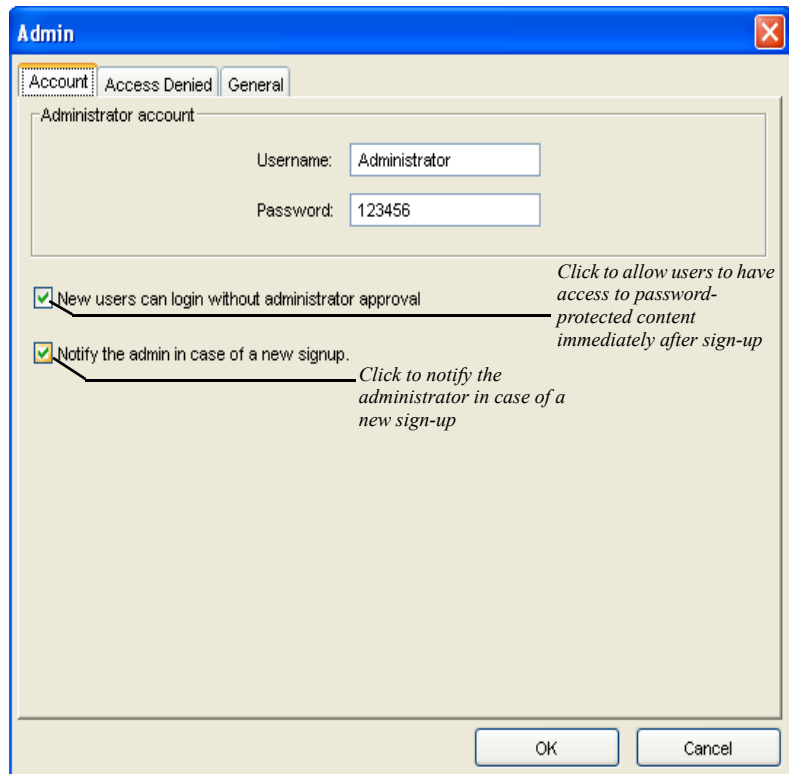 Admin
Account Access Denied General
Administrator account
Username: Administrator
Password: 123456
New users can login without administrator approval
Click to allow users to have
access to password-
protected content
immediately after sign-up
Notify the admin in case of a new signup.
Click to notify the
administrator in case of a
new sign-up
OK Cancel